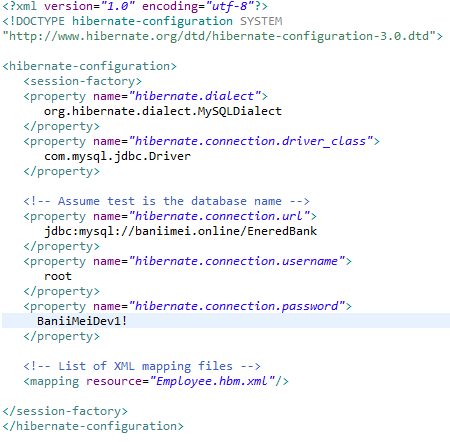 <?xml version="1.0" encoding="utf-8"?>
<!DOCTYPE hibernate-configuration SYSTEM
"http://www.hibernate.org/dtd/hibernate-configuration-3.0.dtd">
<hibernate-configuration>
<session-factory>
<property name="hibernate.dialect">
org.hibernate.dialect.MySQLDialect
</property>
<property name="hibernate.connection.driver_class">
com.mysql.jdbc.Driver
</property>
<!-- Assume test is the database name -->
<property name="hibernate.connection.url">
jdbc:mysql://baniimei.online/EneredBank
</property>
<property name="hibernate.connection.username">
root
</property>
<property name="hibernate.connection.password">
BaniiMeiDev1!
</property>
<!-- List of XML mapping files -->
<mapping resource="Employee.hbm.xml"/>
</session-factory>
</hibernate-configuration>